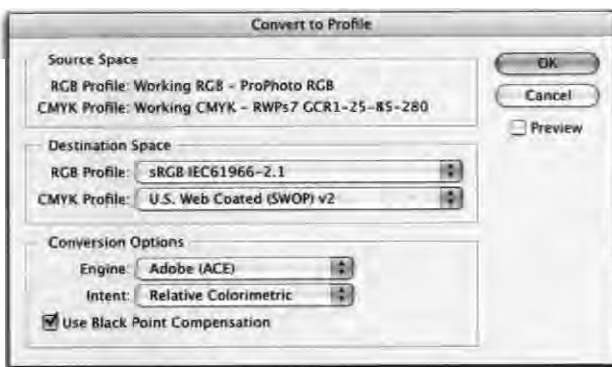 Convert to Profile
Source Space
RGB Profile: Working RGB - ProPhoto RGB
CMYK Profile: Working CMYK - RWPs7 GCR1-25-85-280
OK
Cancel
Preview
Destination Space
RGB Profile: sRGB IEC61966-2.1
CMYK Profile: U.S. Web Coated (SWOP) v2
Conversion Options
Engine: Adobe (ACE)
Intent: Relative Colorimetric
Use Black Point Compensation